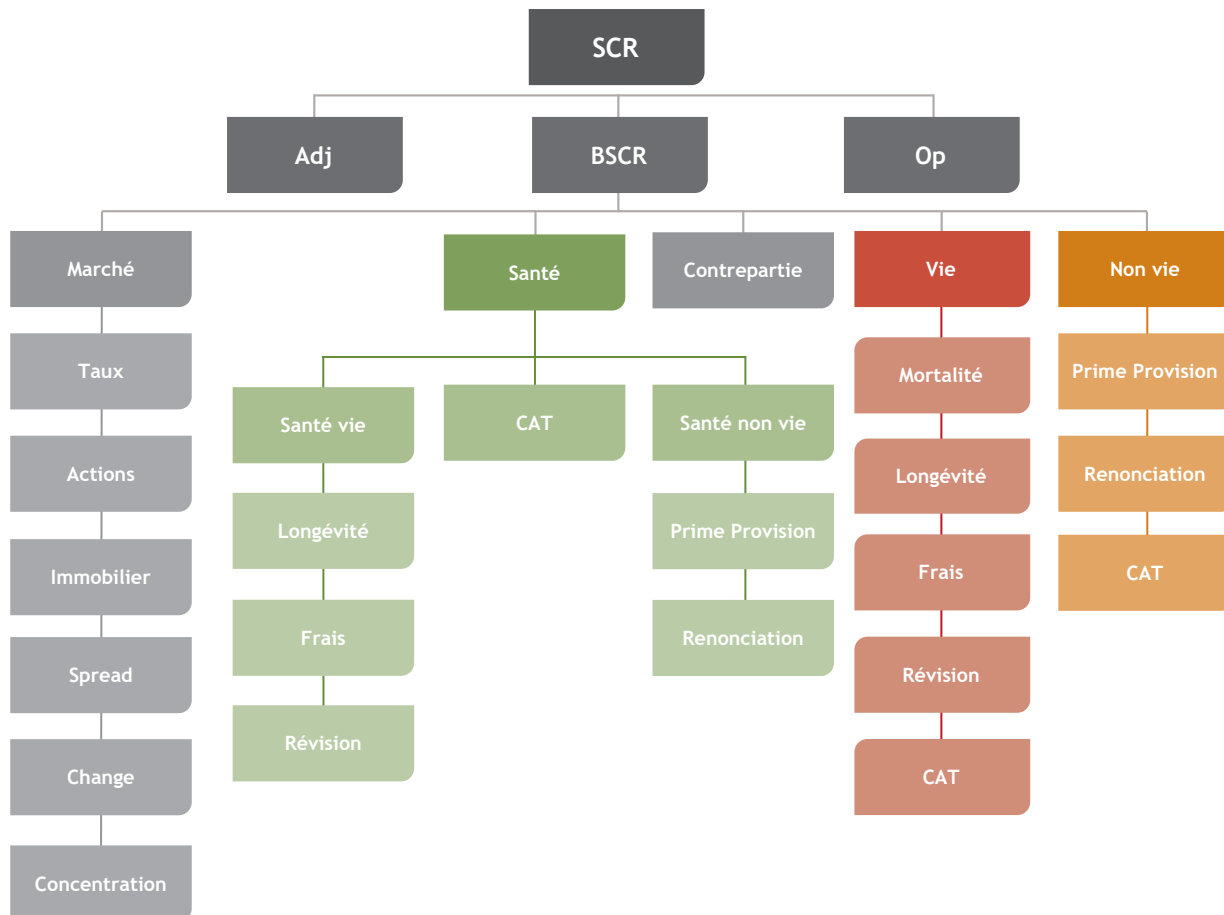 SCR
Adj
BSCR
Op
Marché
Santé
Contrepartie
Vie
Non vie
Taux
Actions
Immobilier
Spread
Change
Concentration
Santé vie
Longévité
Frais
Révision
CAT
Santé non vie
Prime Provision
Renonciation
Mortalité
Longévité
Frais
Révision
CAT
Prime Provision
Renonciation
CAT